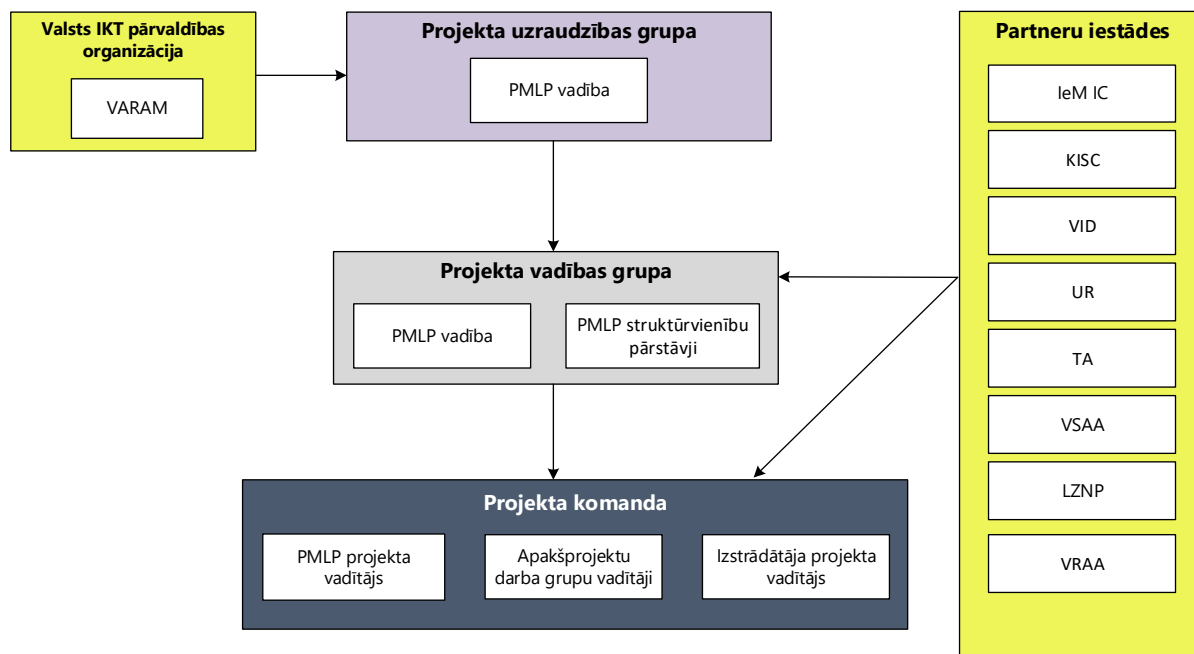 Valsts IKT pārvaldības
organizācija
VARAM
Projekta uzraudzības grupa
PMLP vadība
Projekta vadības grupa
PMLP vadība
PMLP struktūrvienību
pārstāvji
Projekta komanda
PMLP projekta
vadītājs
Apakšprojektu
darba grupu vadītāji
Izstrādātāja projekta
vadītājs
Partneru iestādes
IeM IC
KISC
VID
UR
TA
VSAA
LZNP
VRAA